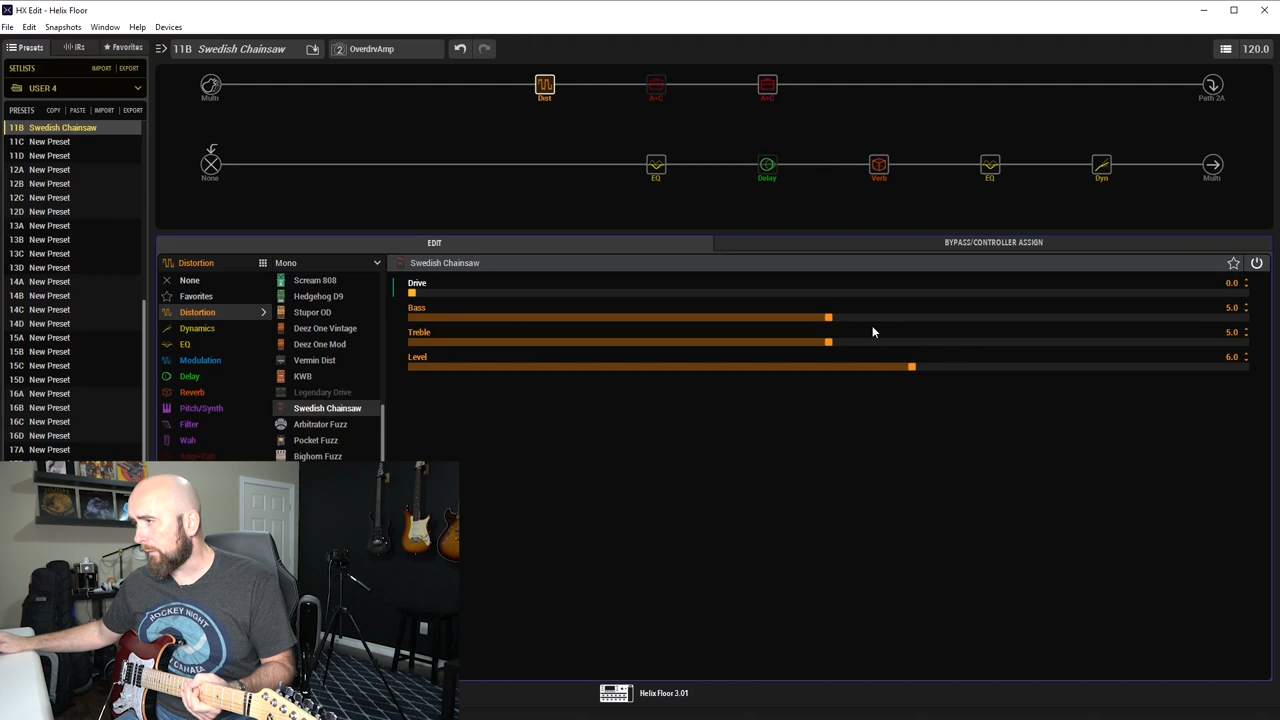 HX Edit - Helix Floor
File Edit Snapshots Window Help Devices
Presets IRs Favorites
11B Swedish Chainsaw
2 OverdrvAmp
120.0
SETLISTS IMPORT EXPORT
USER 4
PRESETS COPY PASTE IMPORT EXPORT
11B Swedish Chainsaw
11C New Preset
11D New Preset
12A New Preset
12B New Preset
12C New Preset
12D New Preset
13A New Preset
13B New Preset
13C New Preset
13D New Preset
14A New Preset
14B New Preset
14C New Preset
14D New Preset
15A New Preset
15B New Preset
15C New Preset
15D New Preset
16A New Preset
16B New Preset
16C New Preset
16D New Preset
17A New Preset
Multi Dist A+C A+C Path 2A
None EQ Delay Verb EQ Dyn Multi
EDIT BYPASS/CONTROLLER ASSIGN
Distortion
None
Favorites
Distortion
Dynamics
EQ
Modulation
Delay
Reverb
Pitch/Synth
Filter
Wah
Mono
Scream 808
Hedgehog D9
Stupor OD
Deez One Vintage
Deez One Mod
Vermin Dist
KWB
Legendary Drive
Swedish Chainsaw
Arbitrator Fuzz
Pocket Fuzz
Bighorn Fuzz
Swedish Chainsaw
Drive 0.0
Bass 5.0
Treble 5.0
Level 6.0
HOCKEY NIGHT
CANADA
Helix Floor 3.01